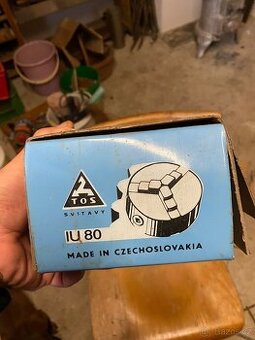 TOS
SVITAVY
IU 80
MADE IN CZECHOSLOVAKIA